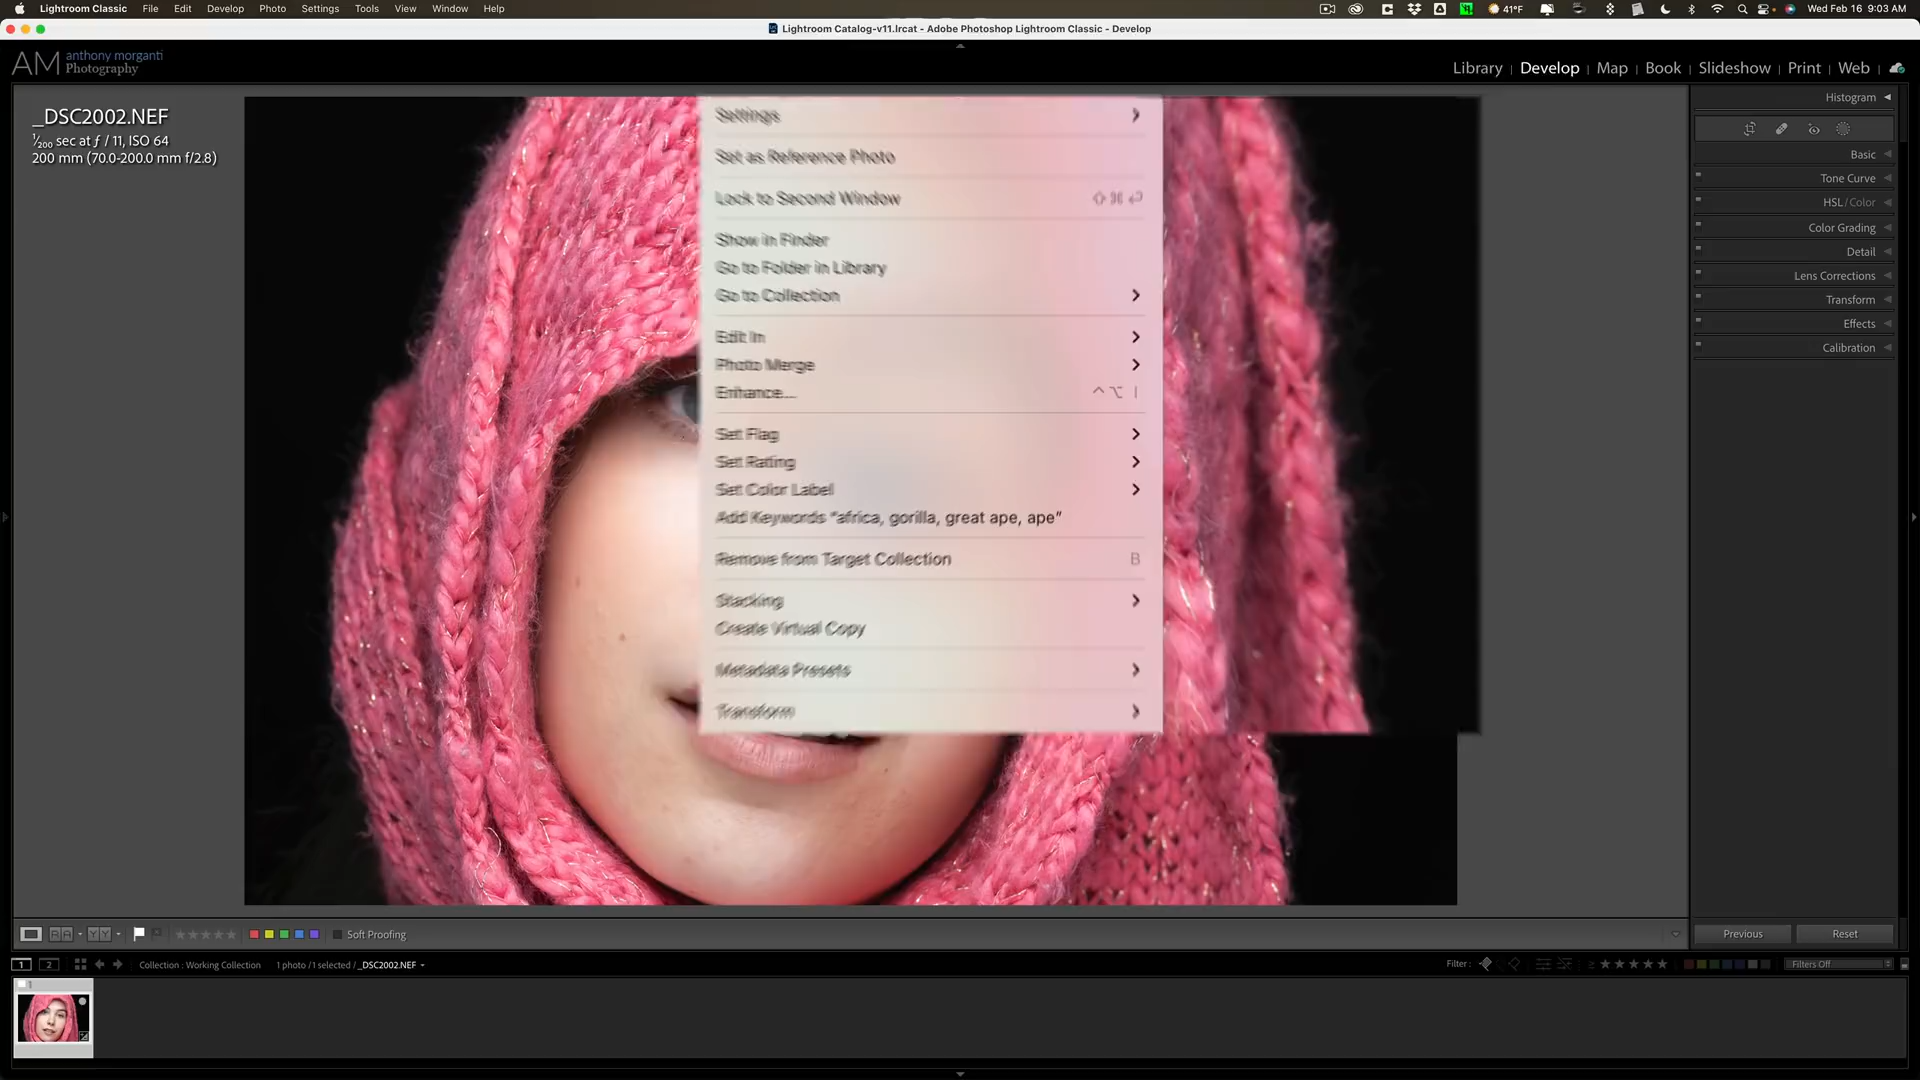 Lightroom Classic File Edit Develop Photo Settings Tools View Window Help 41°F Wed Feb 16 9:03 AM
Lightroom Catalog-v11.lrcat - Adobe Photoshop Lightroom Classic - Develop
AM anthony morganti
Photography
Library | Develop | Map | Book | Slideshow | Print | Web
_DSC2002.NEF
1/200 sec at ƒ / 11, ISO 64
200 mm (70.0-200.0 mm f/2.8)
Settings
Set as Reference Photo
Lock to Second Window ⇧⌘⏎
Show in Finder
Go to Folder in Library
Go to Collection
Edit In
Photo Merge
Enhance... ^⌥ I
Set Flag
Set Rating
Set Color Label
Add Keywords "africa, gorilla, great ape, ape"
Remove from Target Collection B
Stacking
Create Virtual Copy
Metadata Presets
Transform
Histogram
Basic
Tone Curve
HSL / Color
Color Grading
Detail
Lens Corrections
Transform
Effects
Calibration
Soft Proofing
Previous Reset
1 2 Collection : Working Collection 1 photo / 1 selected / _DSC2002.NEF Filter : Filters Off
1